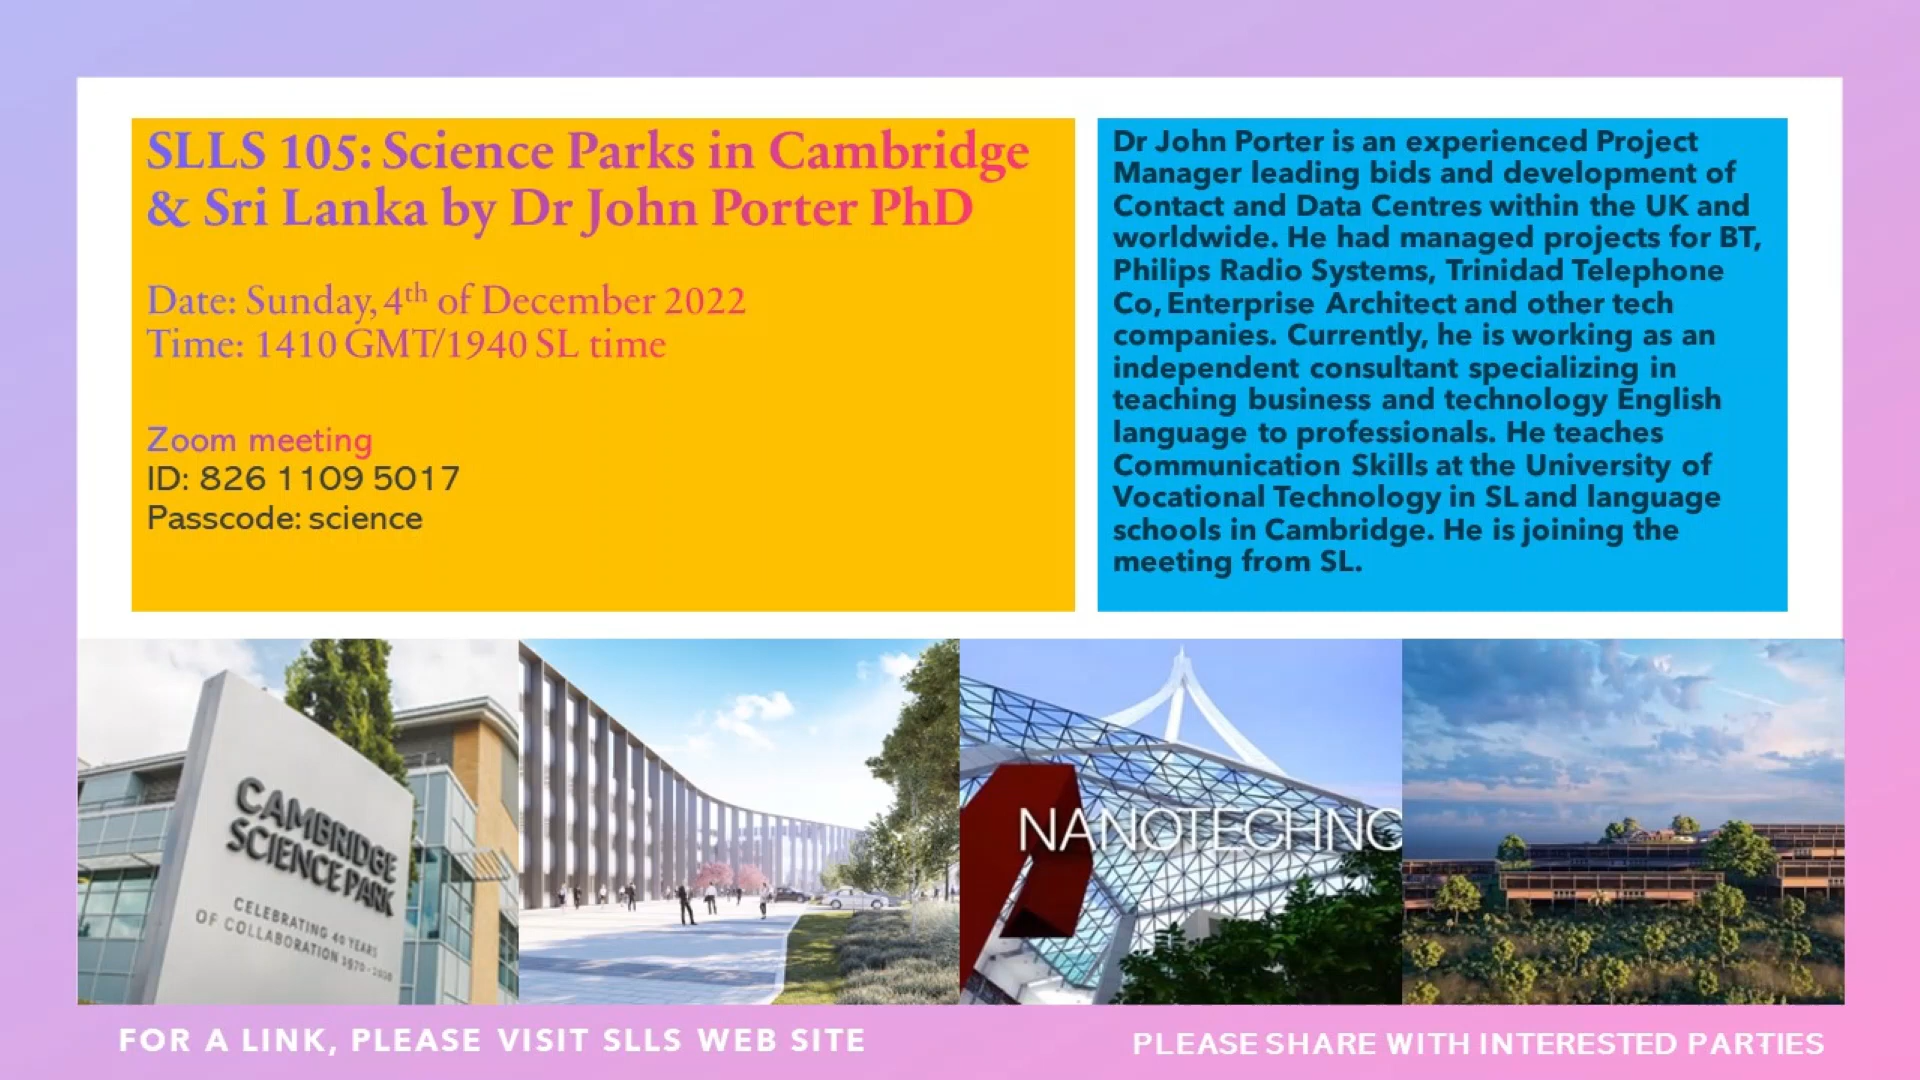 SLLS 105: Science Parks in Cambridge
& Sri Lanka by Dr John Porter PhD
Date: Sunday, 4th of December 2022
Time: 1410 GMT/1940 SL time
Zoom meeting
ID: 826 1109 5017
Passcode: science
Dr John Porter is an experienced Project
Manager leading bids and development of
Contact and Data Centres within the UK and
worldwide. He had managed projects for BT,
Philips Radio Systems, Trinidad Telephone
Co, Enterprise Architect and other tech
companies. Currently, he is working as an
independent consultant specializing in
teaching business and technology English
language to professionals. He teaches
Communication Skills at the University of
Vocational Technology in SL and language
schools in Cambridge. He is joining the
meeting from SL.
CAMBRIDGE
SCIENCE PARK
CELEBRATING 40 YEARS
OF COLLABORATION 1970-
NANOTECHNO
FOR A LINK, PLEASE VISIT SLLS WEB SITE
PLEASE SHARE WITH INTERESTED PARTIES